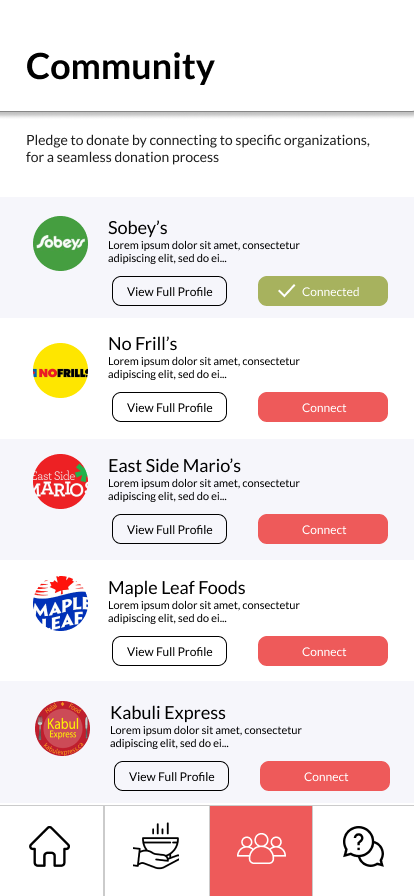 Community
Pledge to donate by connecting to specific organizations,
for a seamless donation process
Sobeys
Sobey's
Lorem ipsum dolor sit amet, consectetur
adipiscing elit, sed do ei...
View Full Profile
Connected
NOFRILLS
No Frill's
Lorem ipsum dolor sit amet, consectetur
adipiscing elit, sed do ei...
View Full Profile
Connect
East Side
MARIO
East Side Mario's
Lorem ipsum dolor sit amet, consectetur
adipiscing elit, sed do ei...
View Full Profile
Connect
MAPLE
LEAF
Maple Leaf Foods
Lorem ipsum dolor sit amet, consectetur
adipiscing elit, sed do ei...
View Full Profile
Connect
Kabul
Express
Kabuli Express
Lorem ipsum dolor sit amet, consectetur
adipiscing elit, sed do ei...
View Full Profile
Connect
?